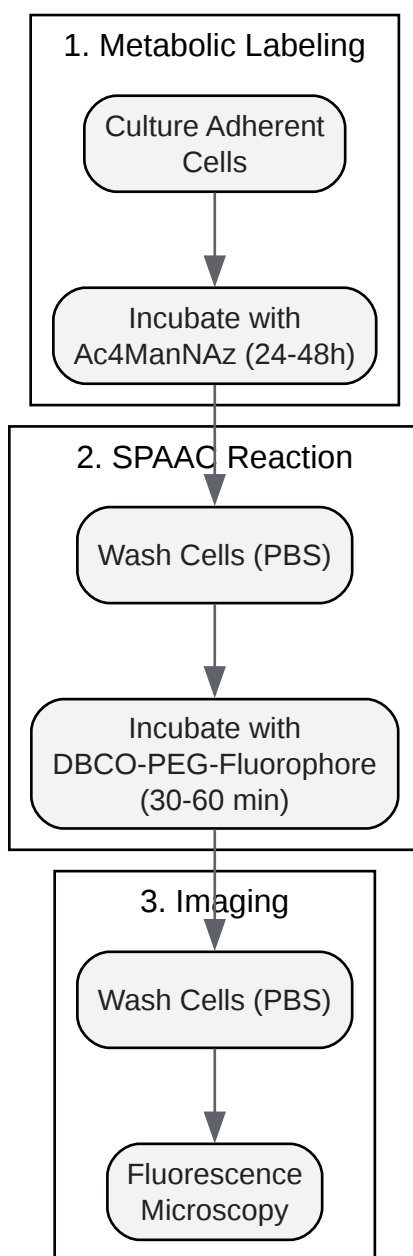 1. Metabolic Labeling
Culture Adherent
Cells
Incubate with
Ac4ManNAz (24-48h)
2. SPAAC Reaction
Wash Cells (PBS)
Incubate with
DBCO-PEG-Fluorophore
(30-60 min)
3. Imaging
Wash Cells (PBS)
Fluorescence
Microscopy